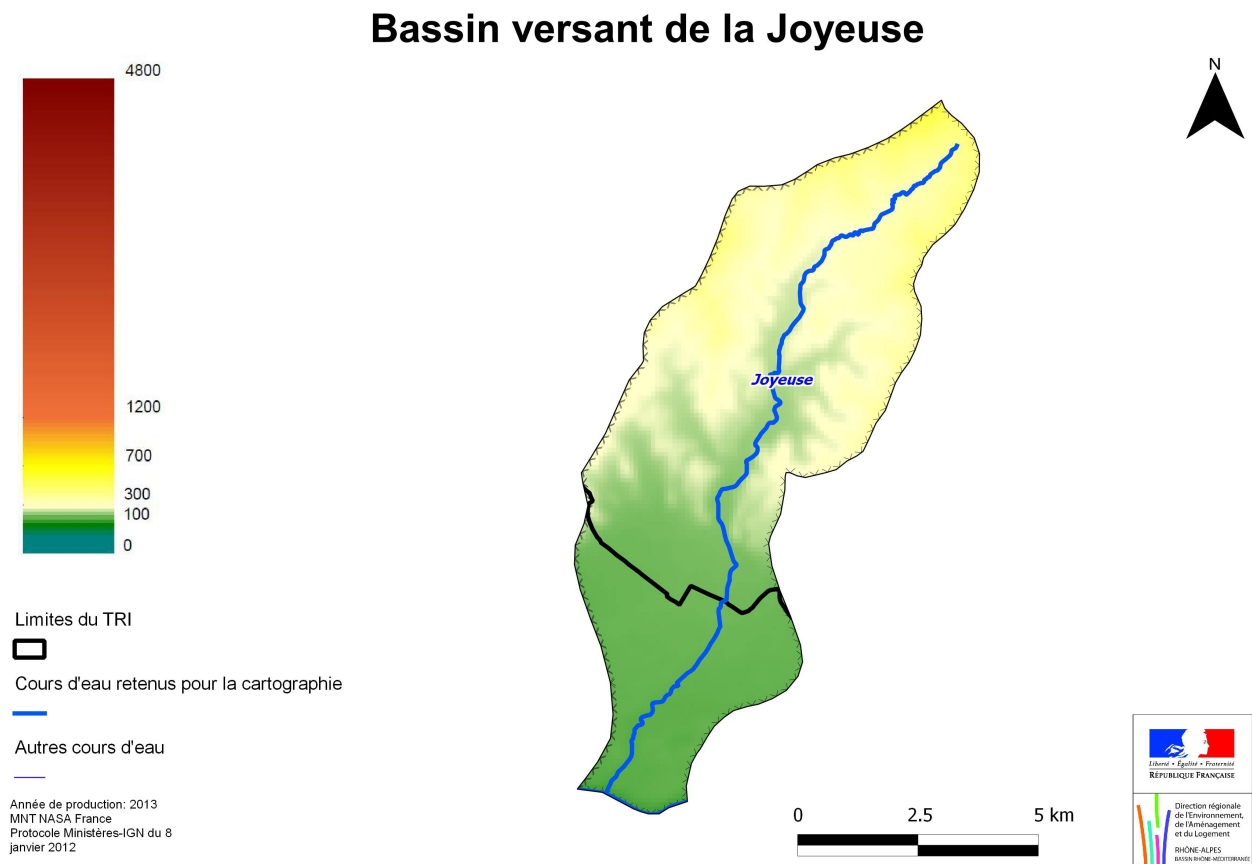 Bassin versant de la Joyeuse
4800
1200
700
300
100
0
N
Joyeuse
Limites du TRI
Cours d'eau retenus pour la cartographie
Autres cours d'eau
Année de production: 2013
MNT NASA France
Protocole Ministères-IGN du 8
janvier 2012
0 2.5 5 km
Liberté • Égalité • Fraternité
RÉPUBLIQUE FRANÇAISE
Direction régionale
de l'Environnement,
de l'Aménagement
et du Logement
RHÔNE-ALPES
BASSIN RHÔNE-MÉDITERRANÉE